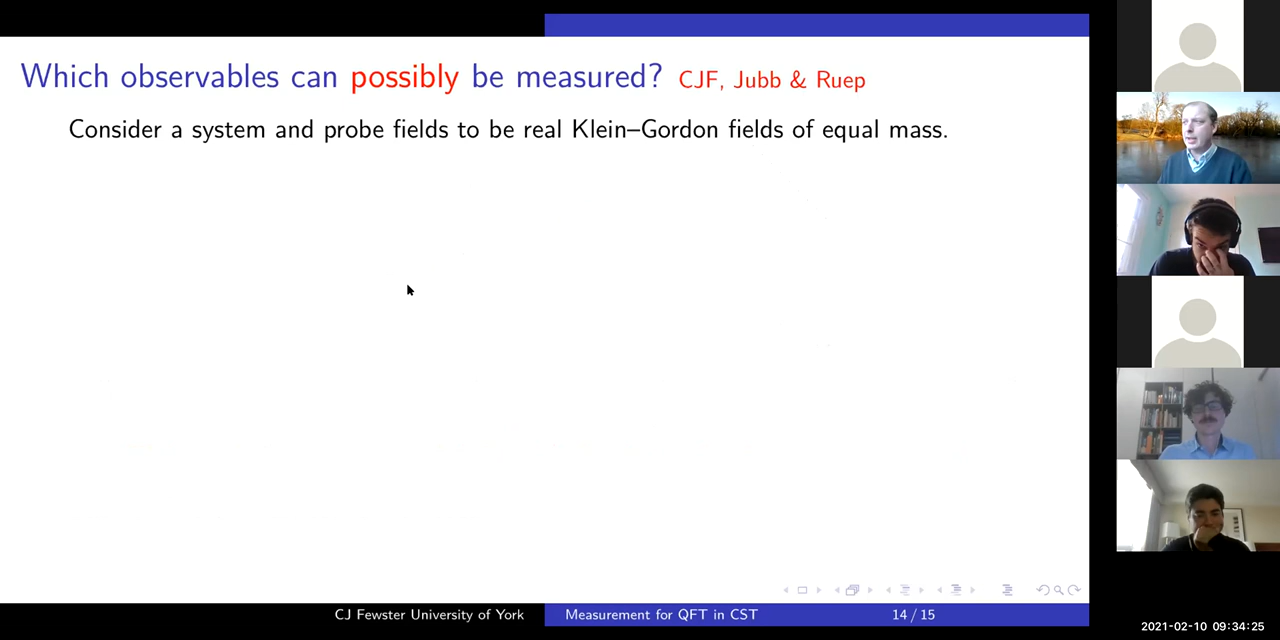 Which observables can possibly be measured? CJF, Jubb & Ruep
Consider a system and probe fields to be real Klein–Gordon fields of equal mass.
CJ Fewster University of York Measurement for QFT in CST 14 / 15
2021-02-10 09:34:25